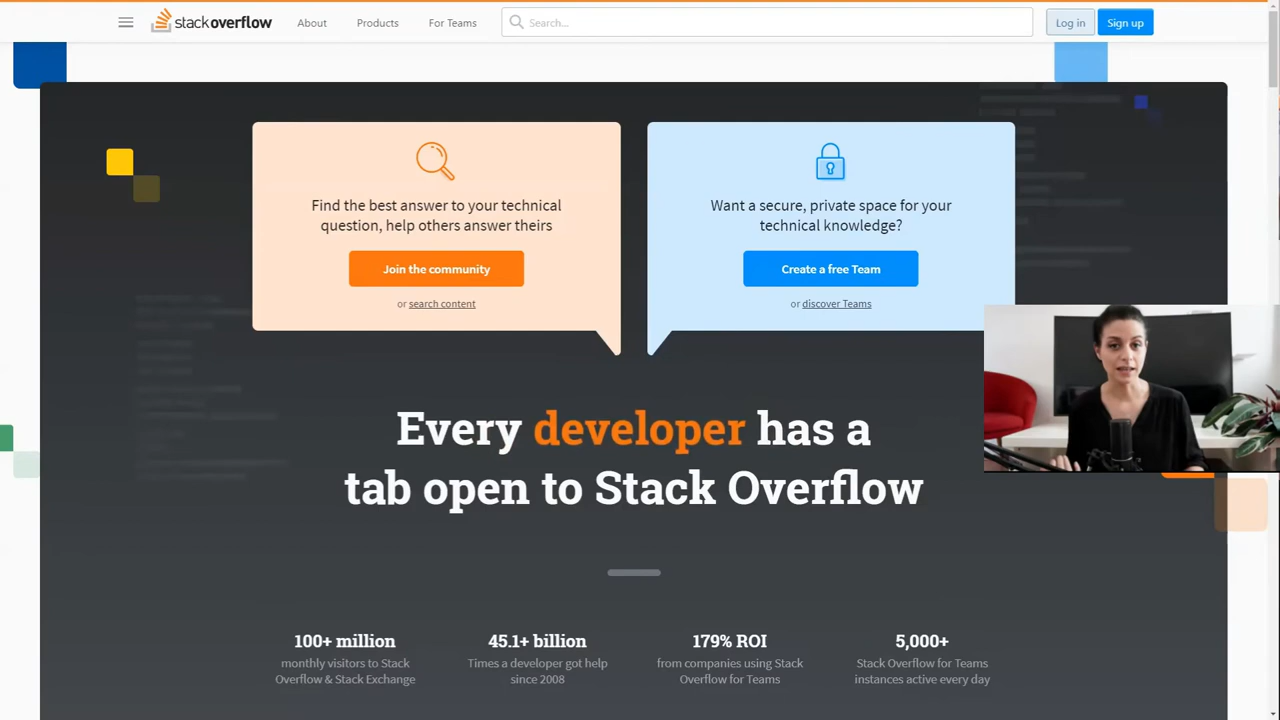 stackoverflow
About
Products
For Teams
Search...
Log in
Sign up
Find the best answer to your technical
question, help others answer theirs
Join the community
or search content
Want a secure, private space for your
technical knowledge?
Create a free Team
or discover Teams
Every developer has a
tab open to Stack Overflow
100+ million
monthly visitors to Stack
Overflow & Stack Exchange
45.1+ billion
Times a developer got help
since 2008
179% ROI
from companies using Stack
Overflow for Teams
5,000+
Stack Overflow for Teams
instances active every day